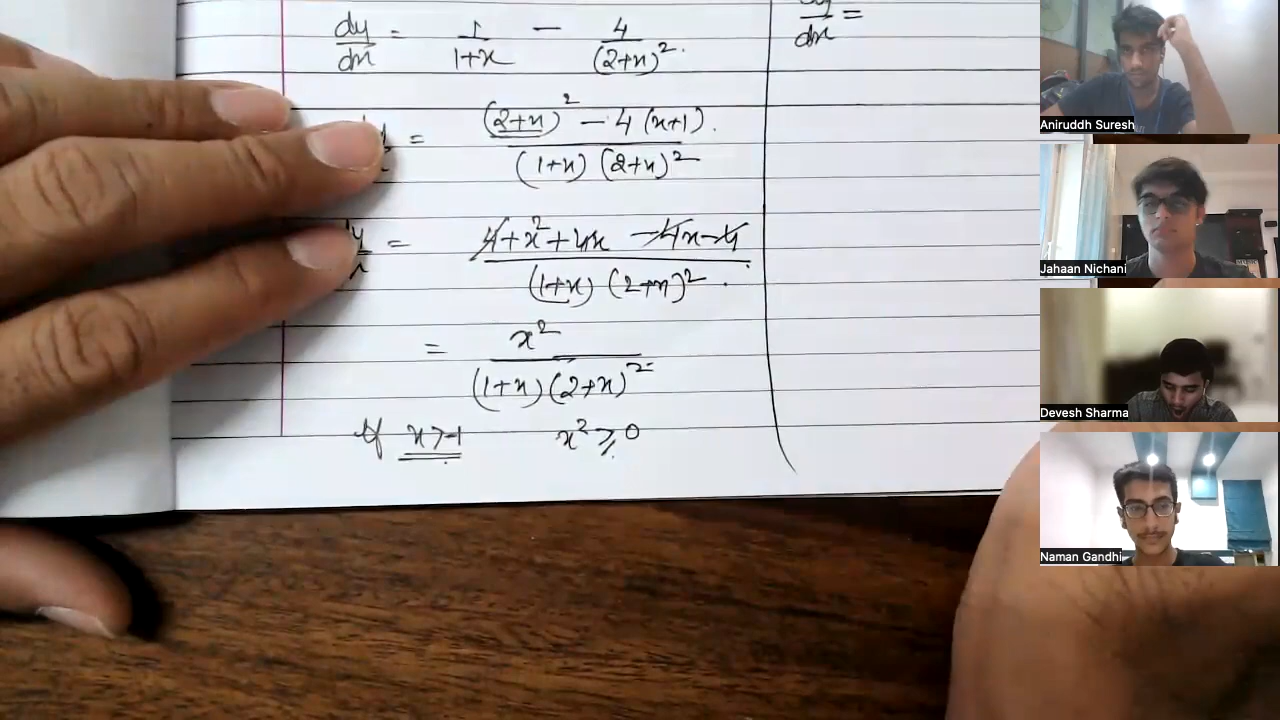 dy/dx = 1/(1+x) - 4/(2+x)².
= ((2+x)² - 4(x+1).)/((1+x)(2+x)²)
= (4+x²+4x -4x-4)/((1+x)(2+x)².)
= x²/((1+x)(2+x)²)
If x>-1 x² ≥ 0
dy/dx =
Aniruddh Suresh
Jahaan Nichani
Devesh Sharma
Naman Gandhi